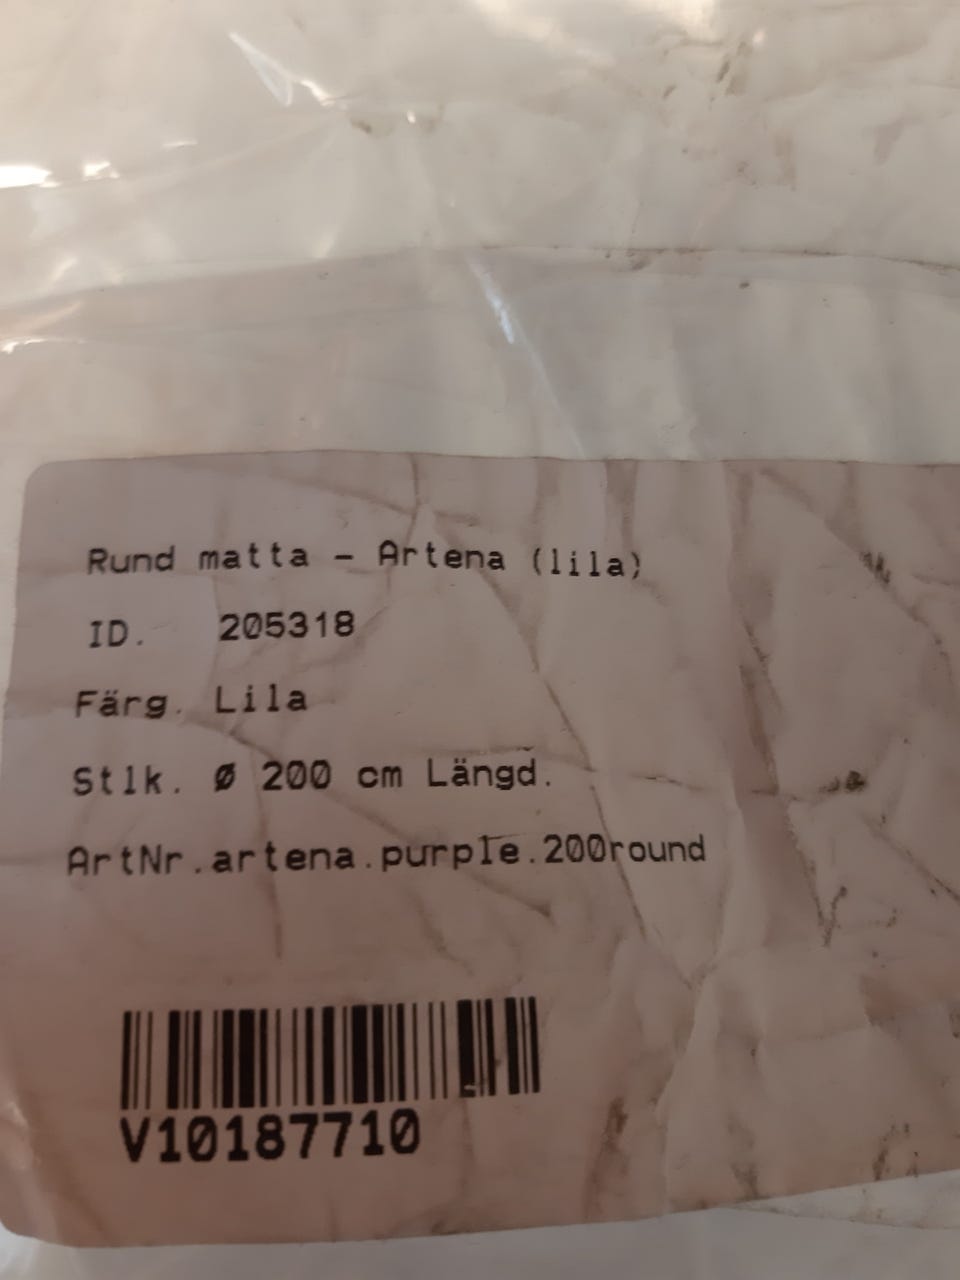 Rund matta - Artena (lila)
ID. 205318
Färg. Lila
Stlk. Ø 200 cm Längd.
ArtNr.artena.purple.200round
V10187710